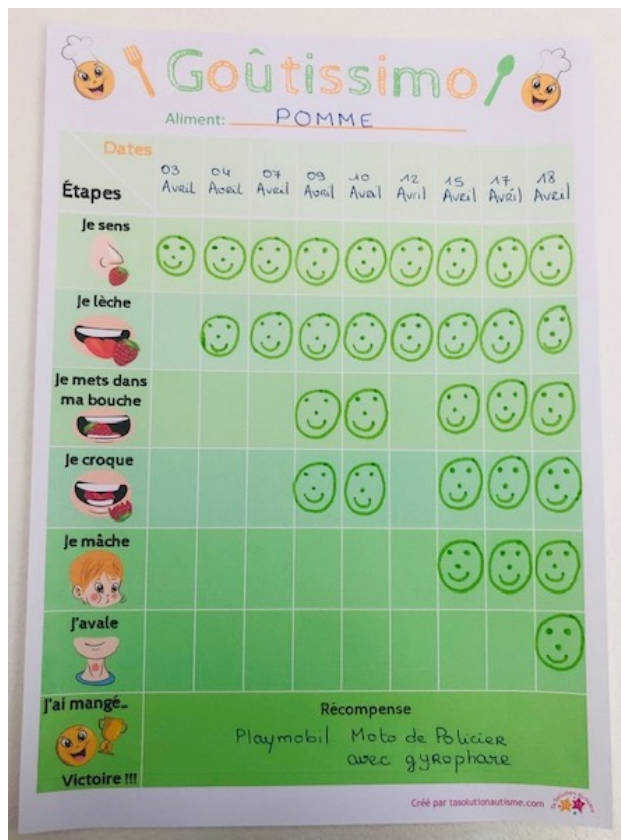 Goûtissimo
Aliment: POMME
Dates
03 04 07 09 10 12 15 17 18
Avril Avril Avril Avril Avril Avril Avril Avril Avril
Étapes
Je sens
Je lèche
Je mets dans
ma bouche
Je croque
Je mâche
J'avale
J'ai mangé...
Victoire !!!
Récompense
Playmobil Moto de Policier
avec gyrophare
Créé par tasolutionautisme.com